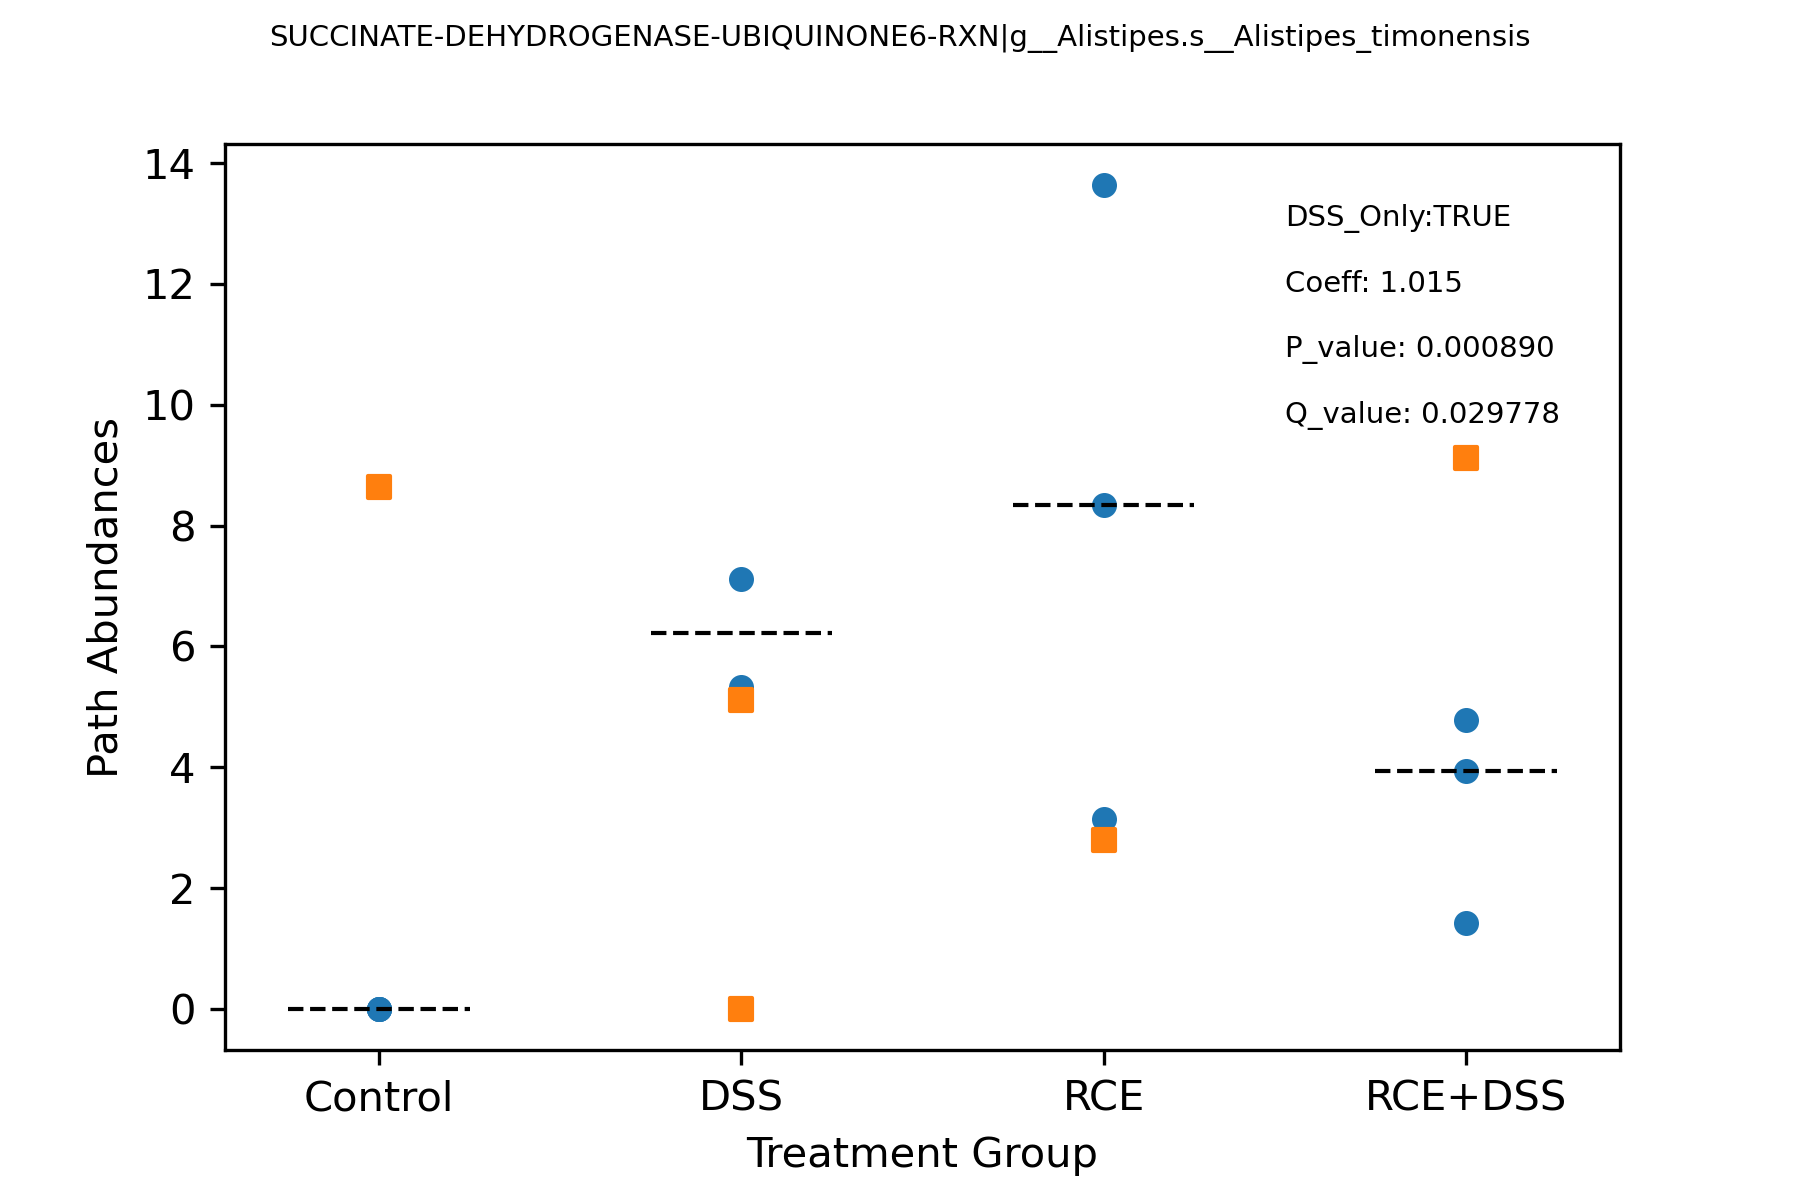 SUCCINATE-DEHYDROGENASE-UBIQUINONE6-RXN|g__Alistipes.s__Alistipes_timonensis
14
12
10
8
6
4
2
0
Path Abundances
DSS_Only:TRUE
Coeff: 1.015
P_value: 0.000890
Q_value: 0.029778
Control
DSS
RCE
RCE+DSS
Treatment Group